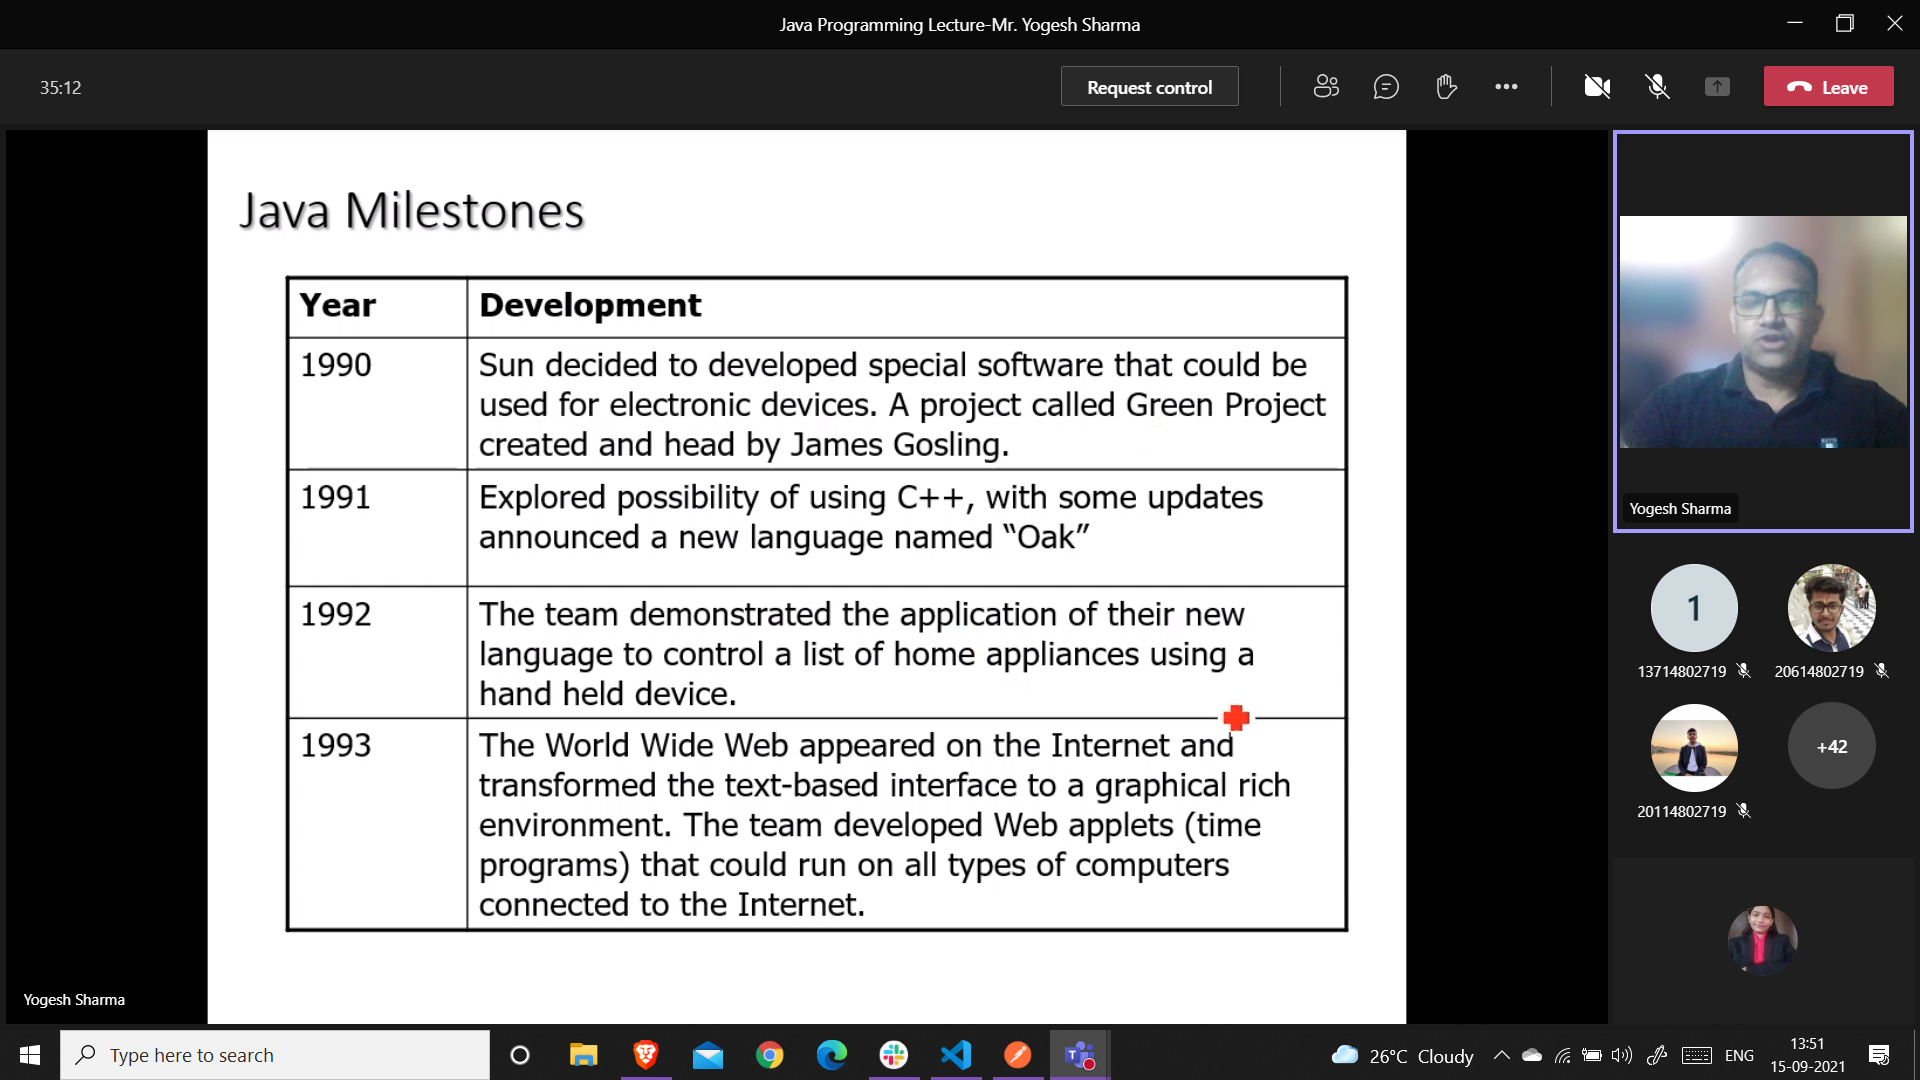 Java Programming Lecture-Mr. Yogesh Sharma
35:12
Request control
Leave
Java Milestones
Year
Development
1990
Sun decided to developed special software that could be
used for electronic devices. A project called Green Project
created and head by James Gosling.
1991
Explored possibility of using C++, with some updates
announced a new language named “Oak”
1992
The team demonstrated the application of their new
language to control a list of home appliances using a
hand held device.
1993
The World Wide Web appeared on the Internet and
transformed the text-based interface to a graphical rich
environment. The team developed Web applets (time
programs) that could run on all types of computers
connected to the Internet.
Yogesh Sharma
Yogesh Sharma
1
13714802719
20614802719
20114802719
+42
Type here to search
26°C Cloudy
ENG
13:51
15-09-2021